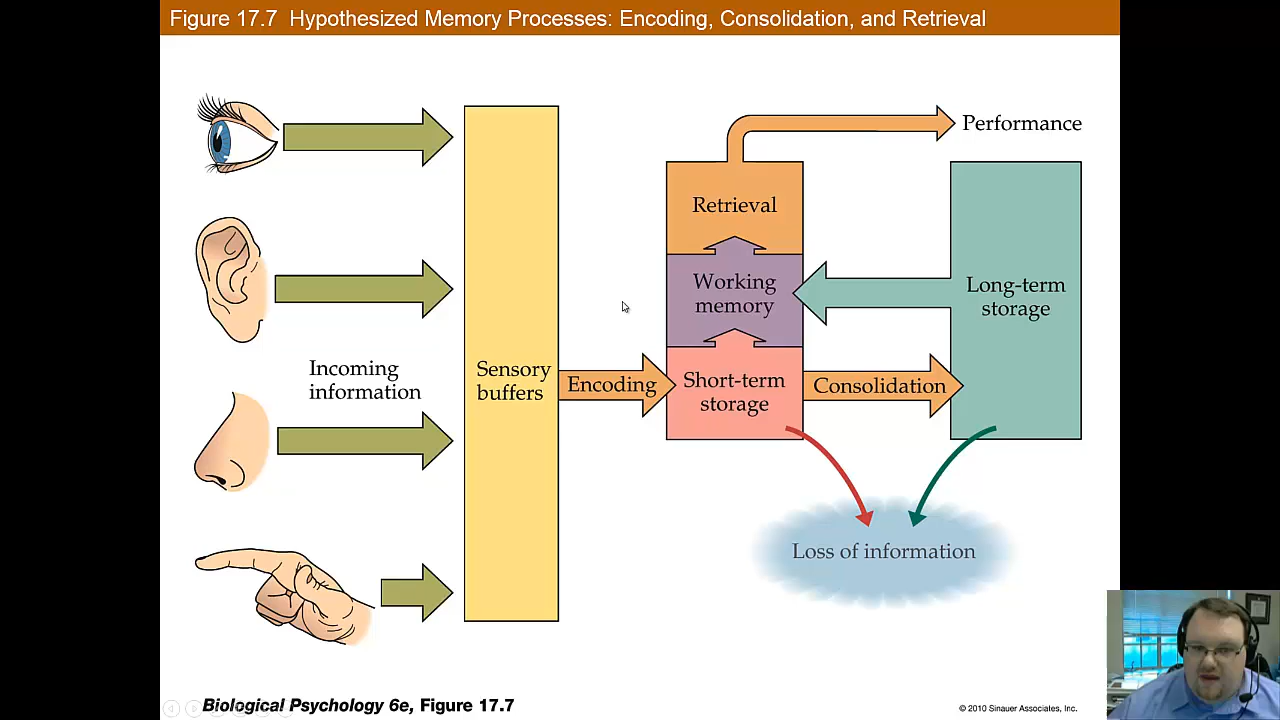 Figure 17.7 Hypothesized Memory Processes: Encoding, Consolidation, and Retrieval
Performance
Retrieval
Working
memory
Long-term
storage
Incoming
information
Sensory
buffers
Encoding
Short-term
storage
Consolidation
Loss of information
Biological Psychology 6e, Figure 17.7
© 2010 Sinauer Associates, Inc.